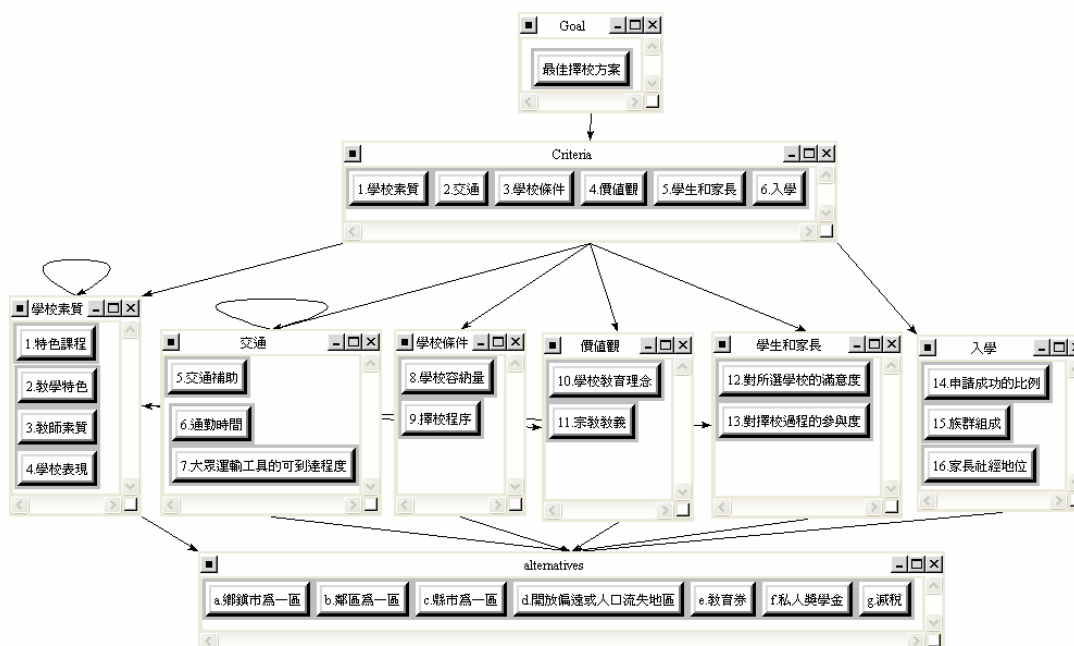 Goal
最佳擇校方案
Criteria
1.學校素質
2.交通
3.學校條件
4.價值觀
5.學生和家長
6.入學
學校素質
1.特色課程
2.教學特色
3.教師素質
4.學校表現
交通
5.交通補助
6.通勤時間
7.大眾運輸工具的可到達程度
學校條件
8.學校容納量
9.擇校程序
價值觀
10.學校教育理念
11.宗教教義
學生和家長
12.對所選學校的滿意度
13.對擇校過程的參與度
入學
14.申請成功的比例
15.族群組成
16.家長社經地位
alternatives
a.鄉鎮市爲一區
b.鄰區爲一區
c.縣市爲一區
d.開放偏遠或人口流失地區
e.教育券
f.私人獎學金
g.減稅